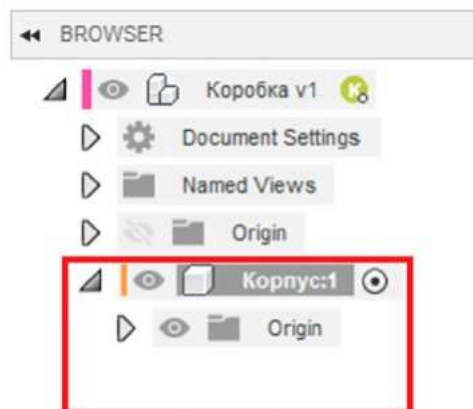 BROWSER
Коробка v1 K
Document Settings
Named Views
Origin
Корпус:1
Origin